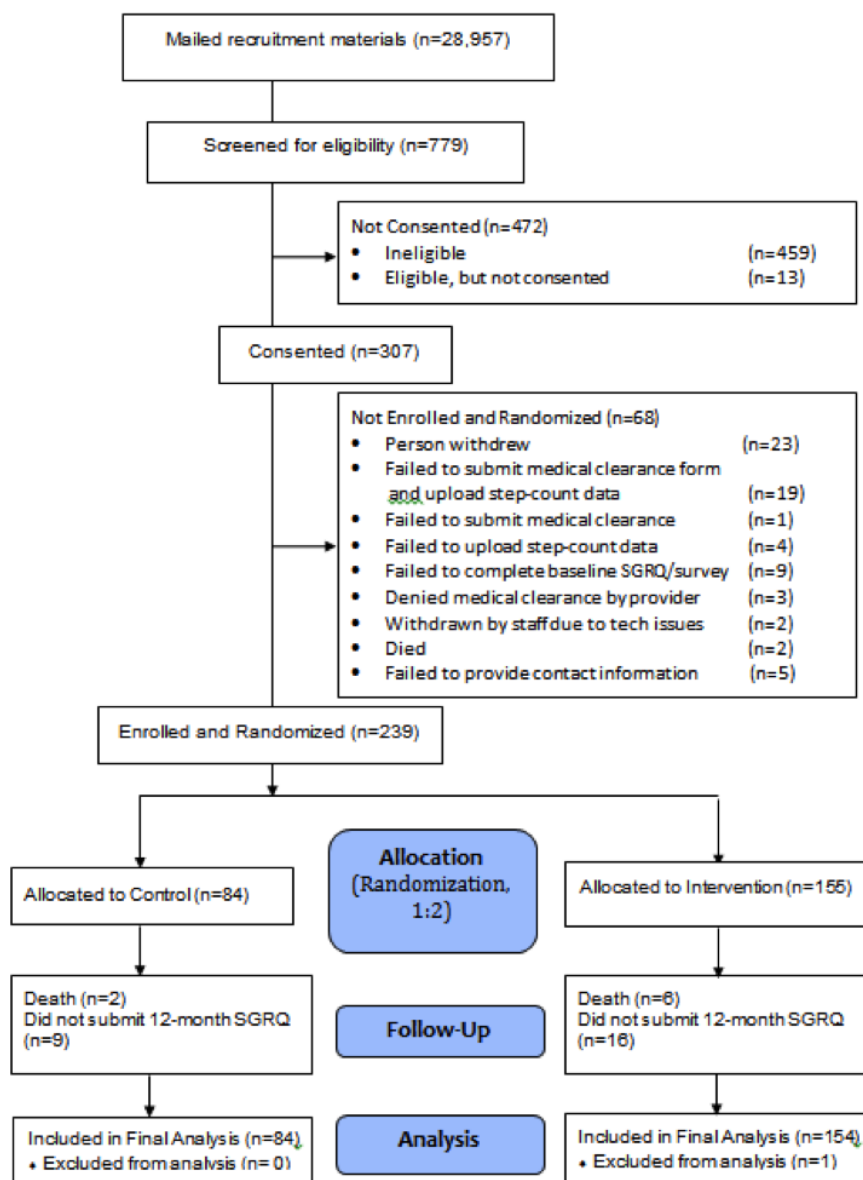 Mailed recruitment materials (n=28,957)
Screened for eligibility (n=779)
Not Consented (n=472)
• Ineligible (n=459)
• Eligible, but not consented (n=13)
Consented (n=307)
Not Enrolled and Randomized (n=68)
• Person withdrew (n=23)
• Failed to submit medical clearance form
and upload step-count data (n=19)
• Failed to submit medical clearance (n=1)
• Failed to upload step-count data (n=4)
• Failed to complete baseline SGRQ/survey (n=9)
• Denied medical clearance by provider (n=3)
• Withdrawn by staff due to tech issues (n=2)
• Died (n=2)
• Failed to provide contact information (n=5)
Enrolled and Randomized (n=239)
Allocation
(Randomization,
1:2)
Allocated to Control (n=84)
Allocated to Intervention (n=155)
Death (n=2)
Did not submit 12-month SGRQ
(n=9)
Follow-Up
Death (n=6)
Did not submit 12-month SGRQ
(n=16)
Included in Final Analysis (n=84)
♦ Excluded from analysis (n= 0)
Analysis
Included in Final Analysis (n=154)
♦ Excluded from analysis (n=1)